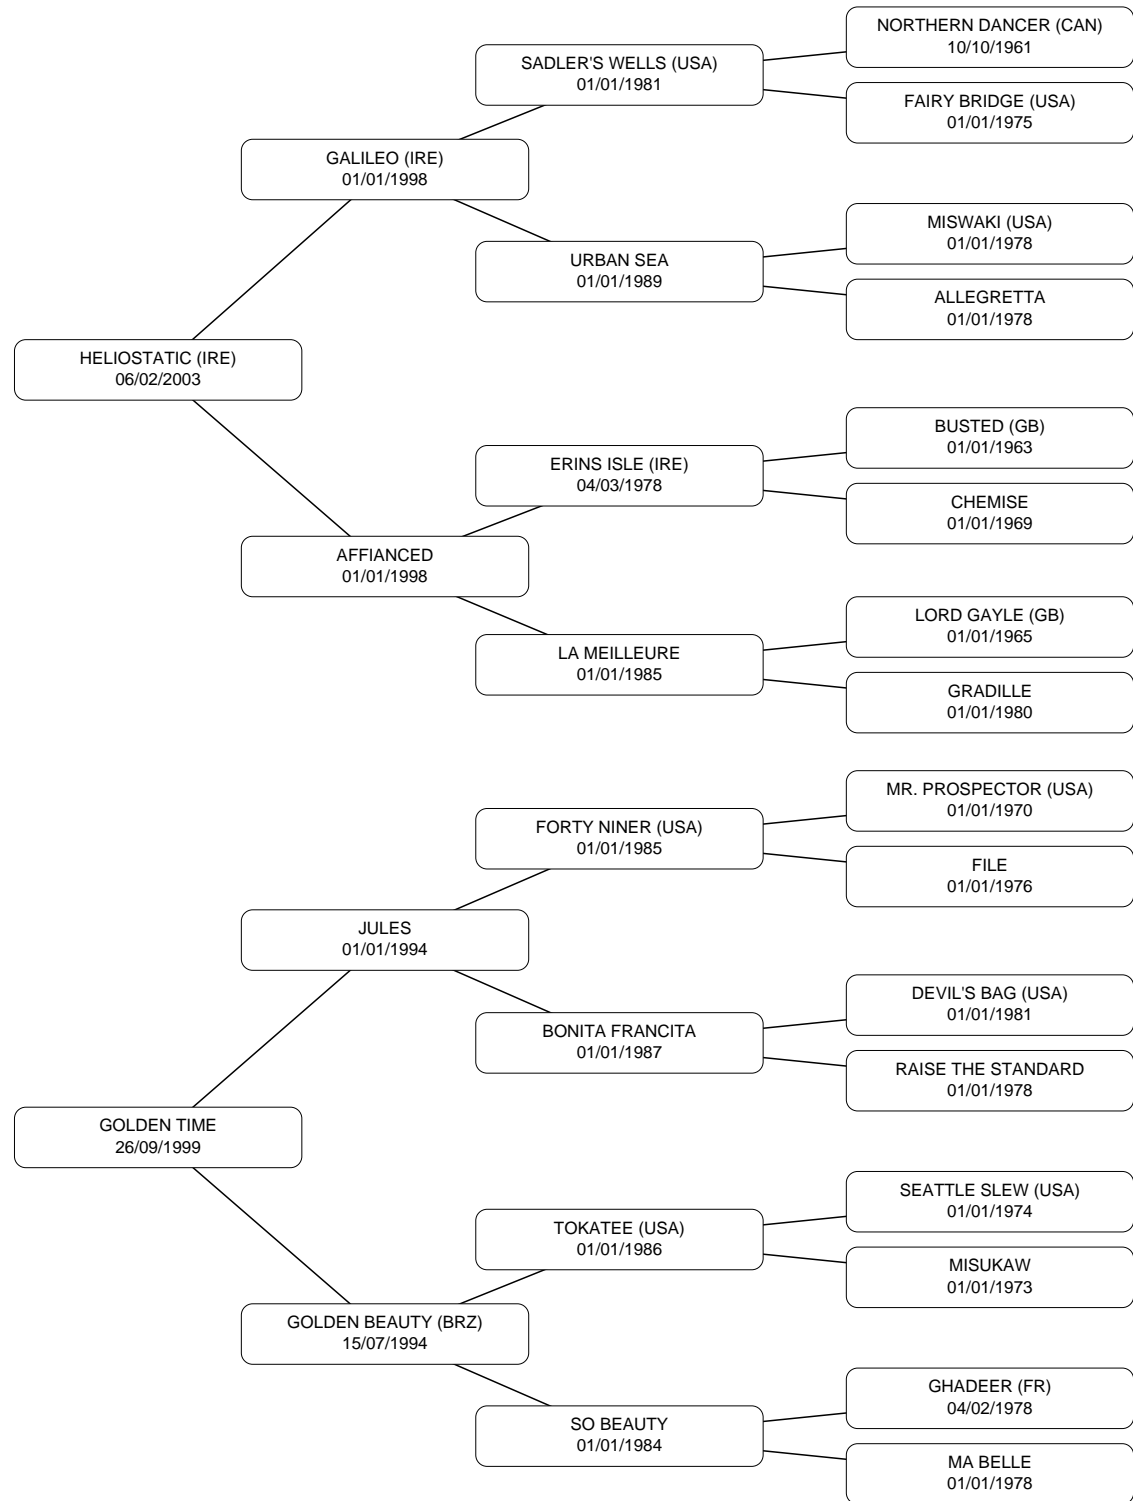 NORTHERN DANCER (CAN)
10/10/1961
SADLER'S WELLS (USA)
01/01/1981
FAIRY BRIDGE (USA)
01/01/1975
GALILEO (IRE)
01/01/1998
MISWAKI (USA)
01/01/1978
URBAN SEA
01/01/1989
ALLEGRETTA
01/01/1978
HELIOSTATIC (IRE)
06/02/2003
BUSTED (GB)
01/01/1963
ERINS ISLE (IRE)
04/03/1978
CHEMISE
01/01/1969
AFFIANCED
01/01/1998
LORD GAYLE (GB)
01/01/1965
LA MEILLEURE
01/01/1985
GRADILLE
01/01/1980
MR. PROSPECTOR (USA)
01/01/1970
FORTY NINER (USA)
01/01/1985
FILE
01/01/1976
JULES
01/01/1994
DEVIL'S BAG (USA)
01/01/1981
BONITA FRANCITA
01/01/1987
RAISE THE STANDARD
01/01/1978
GOLDEN TIME
26/09/1999
SEATTLE SLEW (USA)
01/01/1974
TOKATEE (USA)
01/01/1986
MISUKAW
01/01/1973
GOLDEN BEAUTY (BRZ)
15/07/1994
GHADEER (FR)
04/02/1978
SO BEAUTY
01/01/1984
MA BELLE
01/01/1978